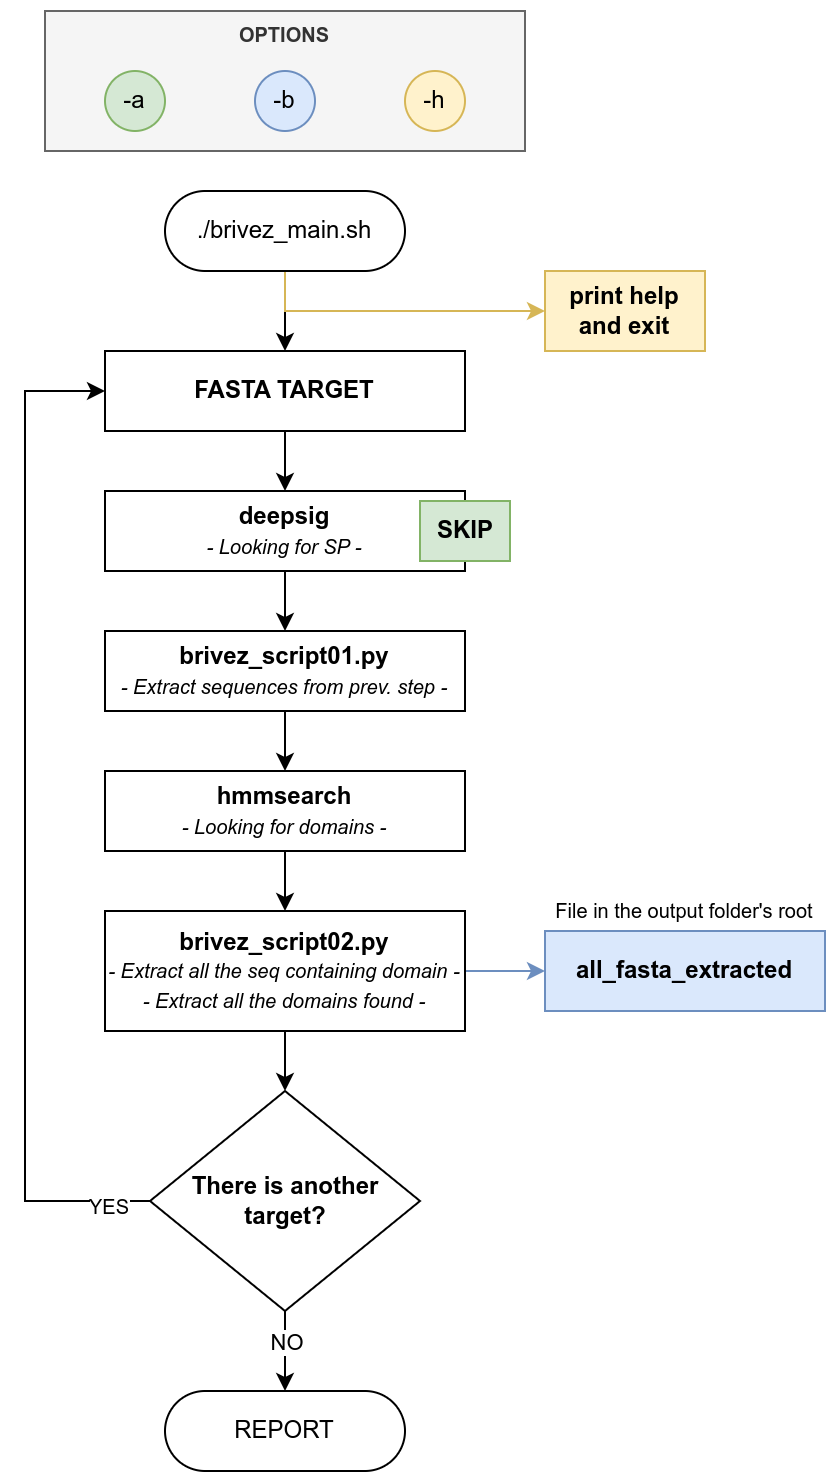 OPTIONS
-a
-b
-h
./brivez_main.sh
print help
and exit
FASTA TARGET
deepsig
- Looking for SP -
SKIP
brivez_script01.py
- Extract sequences from prev. step -
hmmsearch
- Looking for domains -
File in the output folder's root
brivez_script02.py
- Extract all the seq containing domain -
- Extract all the domains found -
all_fasta_extracted
There is another
target?
YES
NO
REPORT